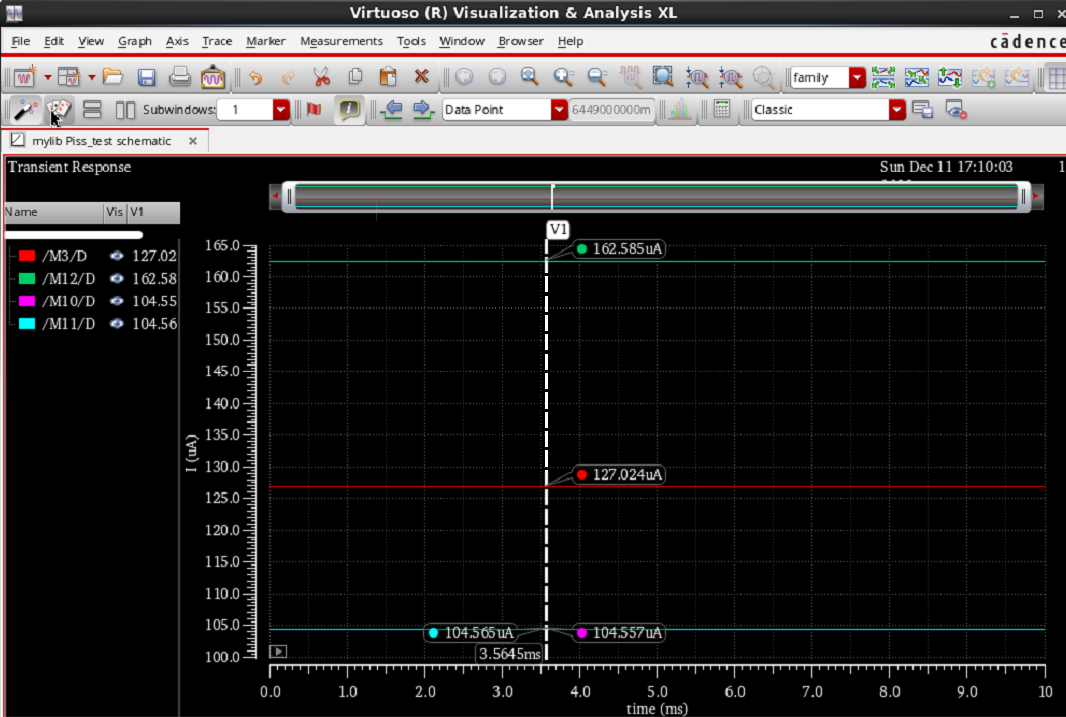 Virtuoso (R) Visualization & Analysis XL
File Edit View Graph Axis Trace Marker Measurements Tools Window Browser Help cādence
family
Subwindows: 1 Data Point 644900000m Classic
mylib Piss_test schematic
Transient Response Sun Dec 11 17:10:03 1
Name Vis V1
V1
/M3/D 127.02
/M12/D 162.58
/M10/D 104.55
/M11/D 104.56
165.0
162.585uA
160.0
155.0
150.0
145.0
140.0
135.0
I (uA)
130.0
127.024uA
125.0
120.0
115.0
110.0
105.0
104.565uA 104.557uA
100.0
3.5645ms
0.0 1.0 2.0 3.0 4.0 5.0 6.0 7.0 8.0 9.0 10
time (ms)